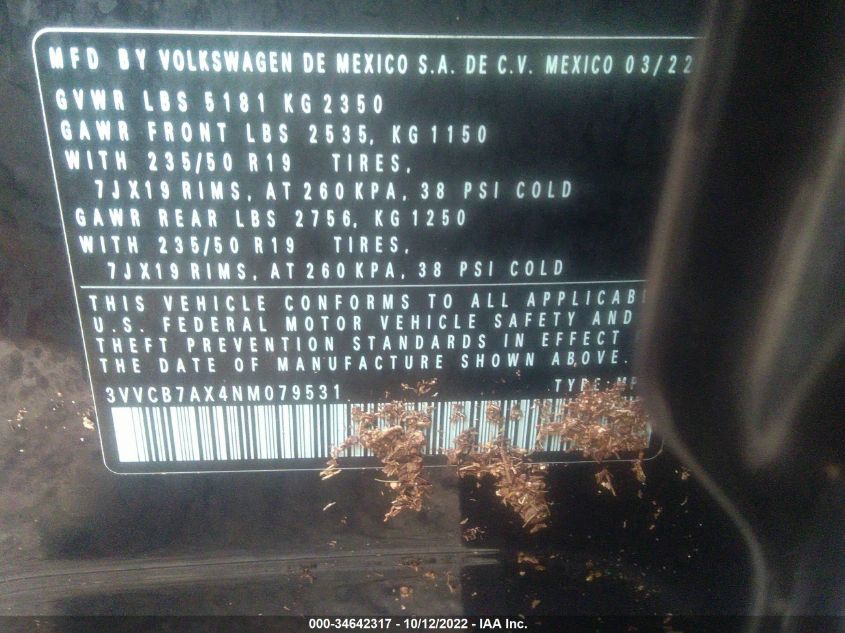 MFD BY VOLKSWAGEN DE MEXICO S.A. DE C.V. MEXICO 03/22
GVWR LBS 5181 KG 2350
GAWR FRONT LBS 2535, KG 1150
WITH 235/50 R19 TIRES,
7JX19 RIMS, AT 260 KPA, 38 PSI COLD
GAWR REAR LBS 2756, KG 1250
WITH 235/50 R19 TIRES,
7JX19 RIMS, AT 260 KPA, 38 PSI COLD
THIS VEHICLE CONFORMS TO ALL APPLICAB
U.S. FEDERAL MOTOR VEHICLE SAFETY AND
THEFT PREVENTION STANDARDS IN EFFECT
THE DATE OF MANUFACTURE SHOWN ABOVE.
3VVCB7AX4NM079531 TYPE:MP
000-34642317 - 10/12/2022 - IAA Inc.